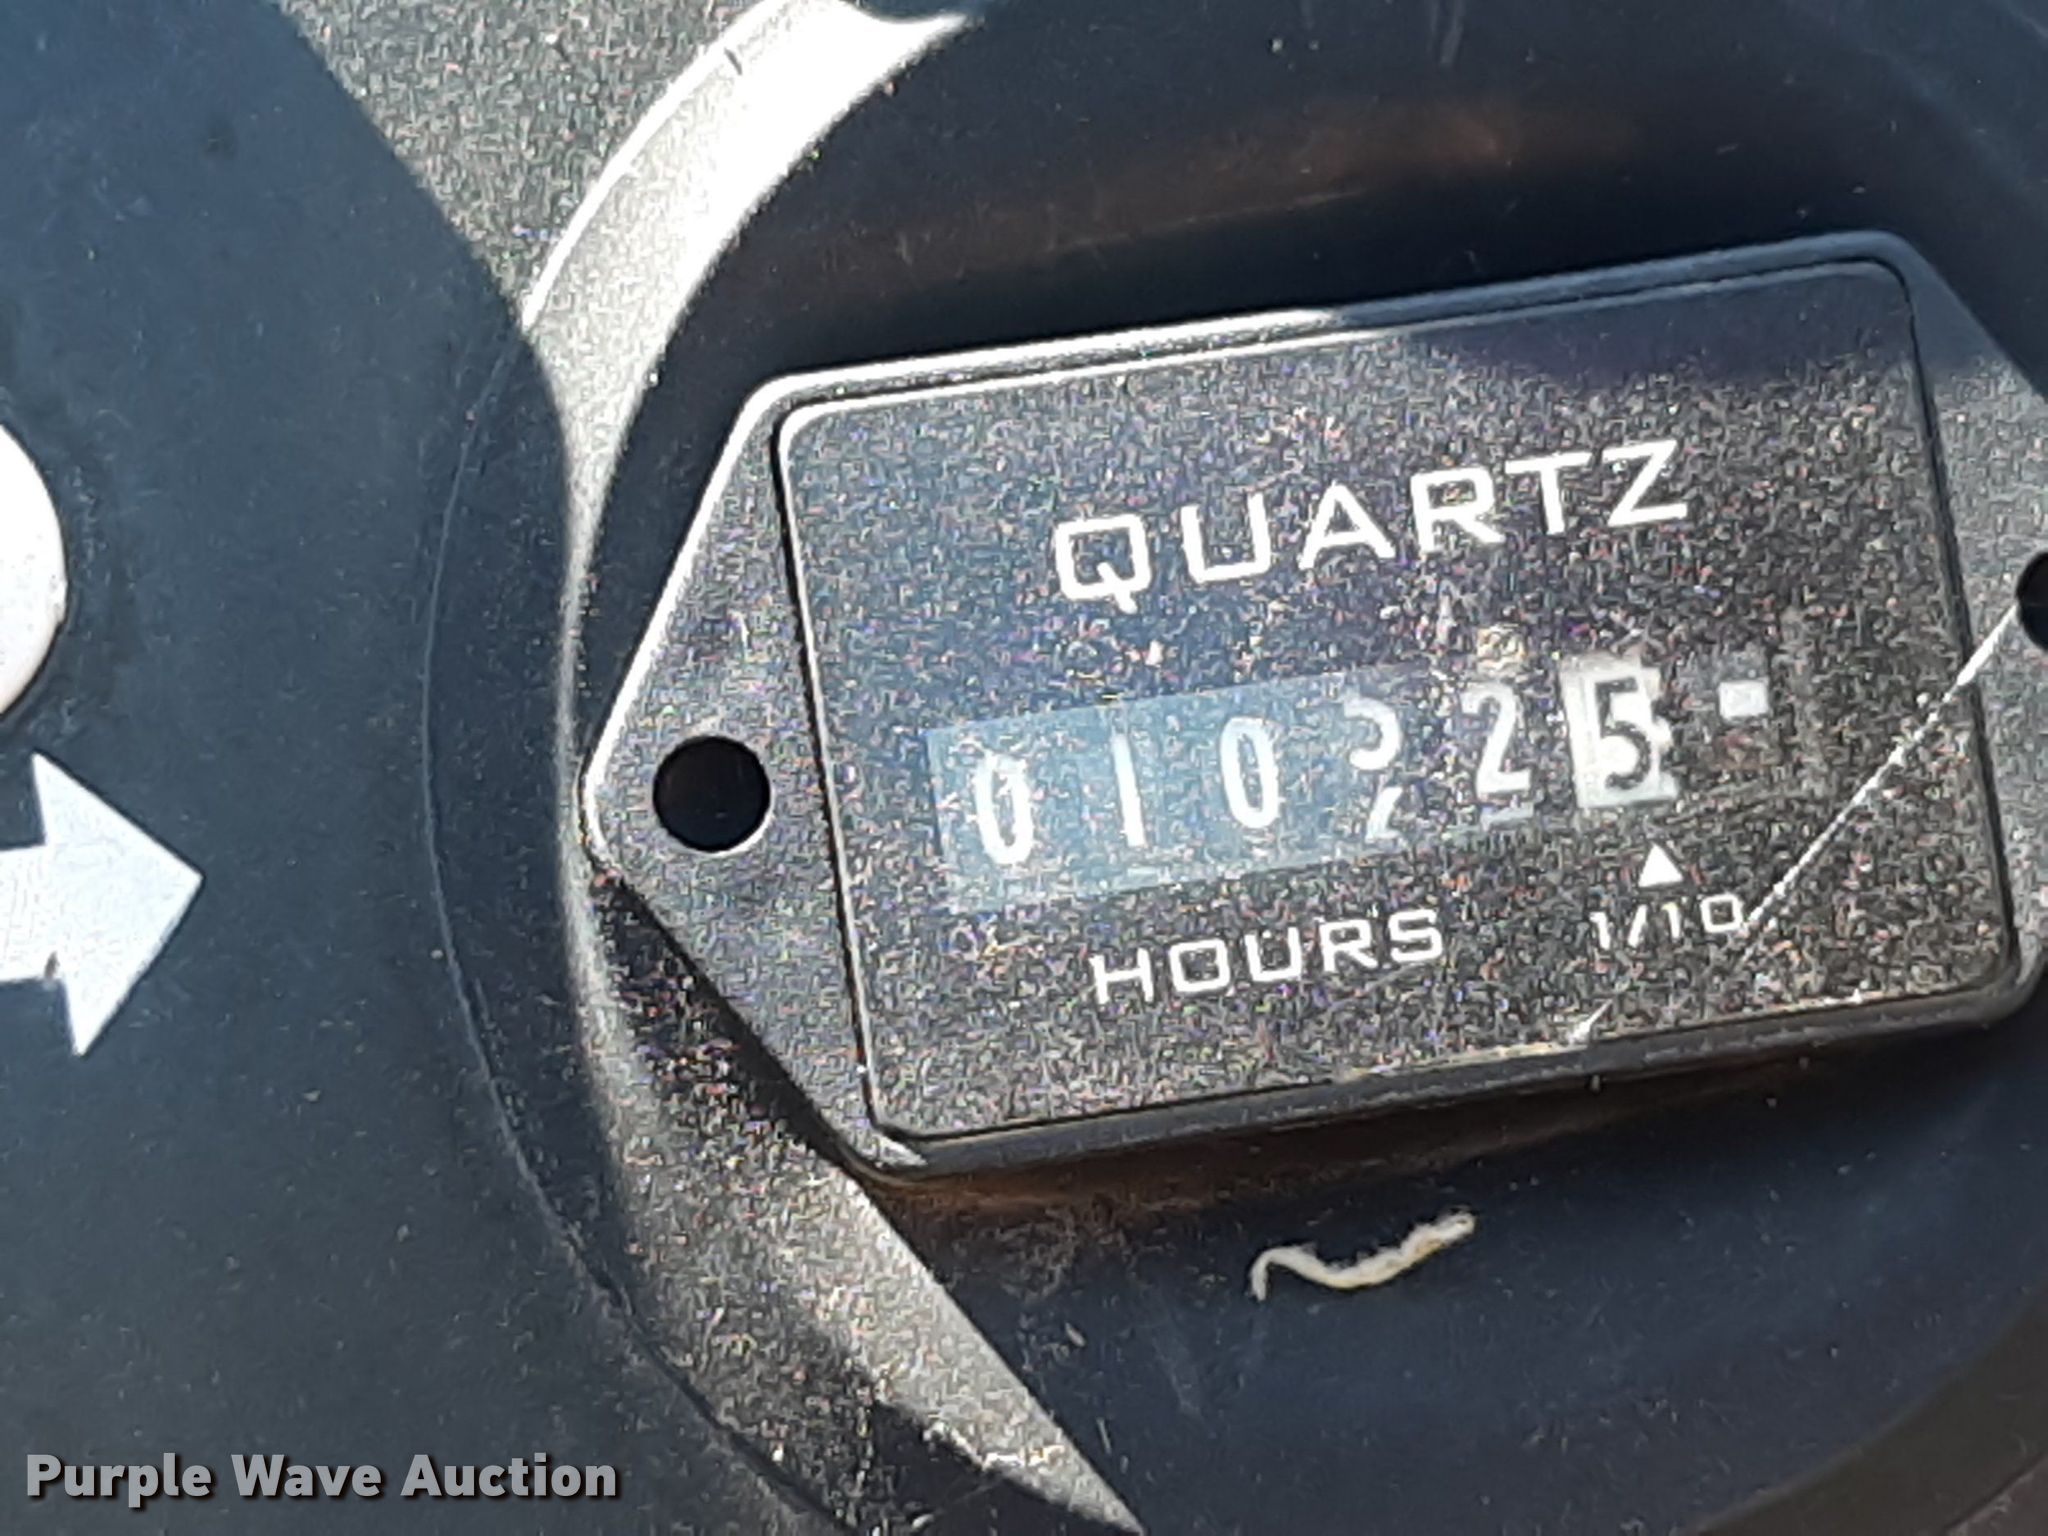 QUARTZ
010225
HOURS 1/10
Purple Wave Auction